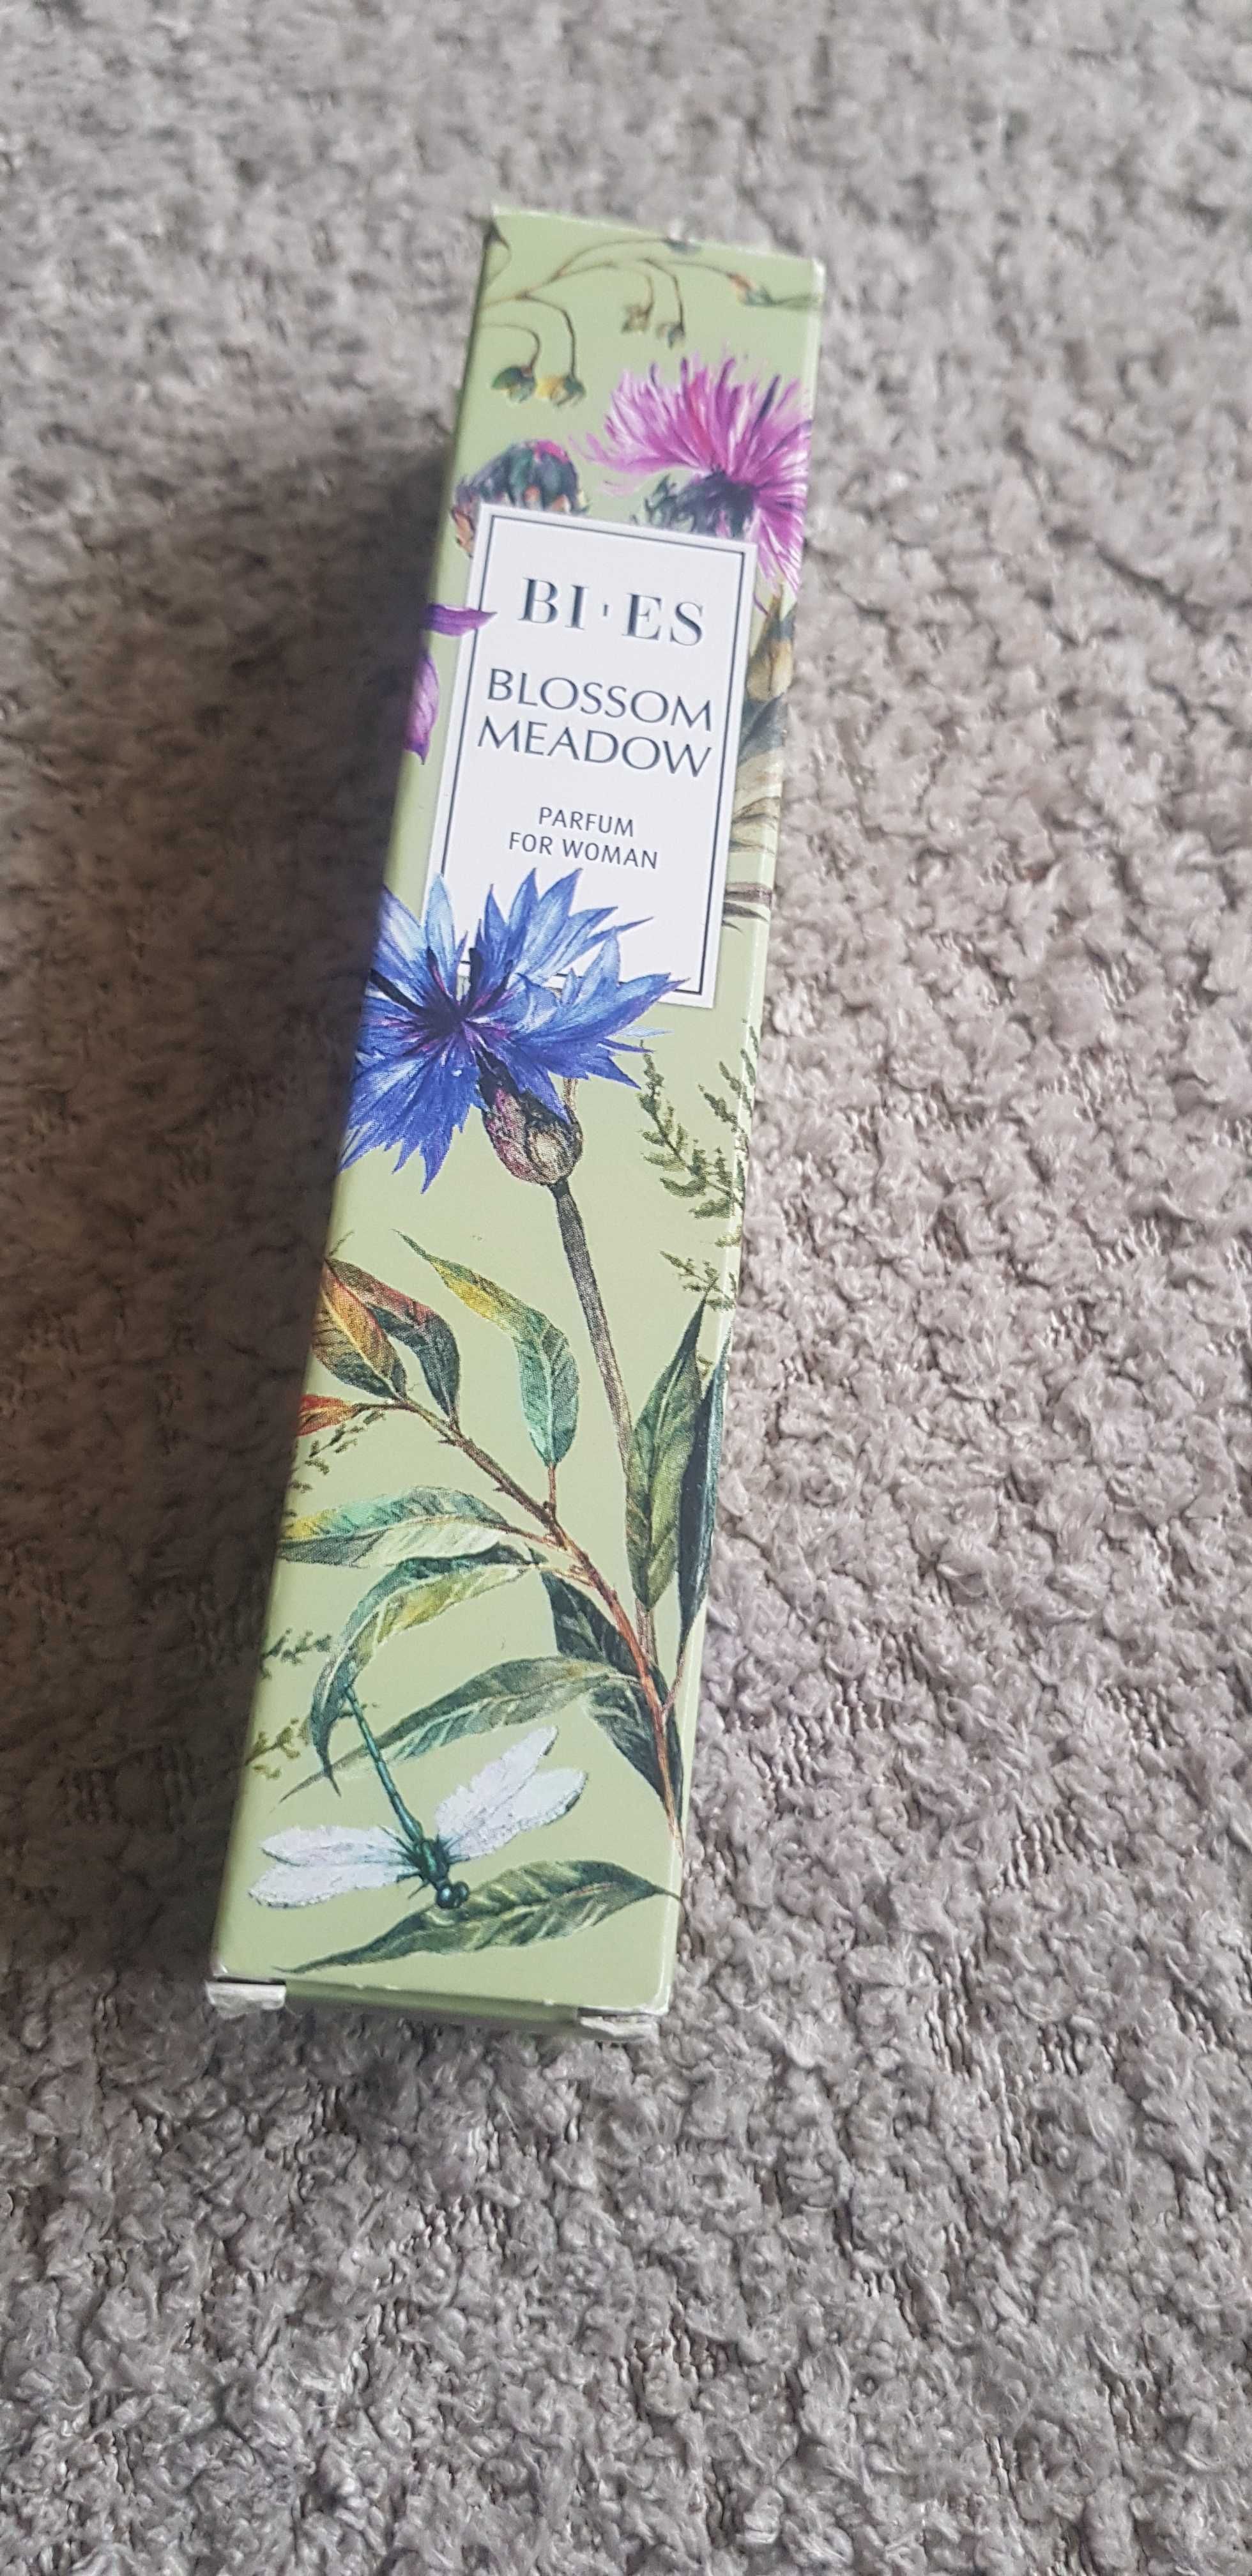 BI·ES
BLOSSOM
MEADOW
PARFUM
FOR WOMAN